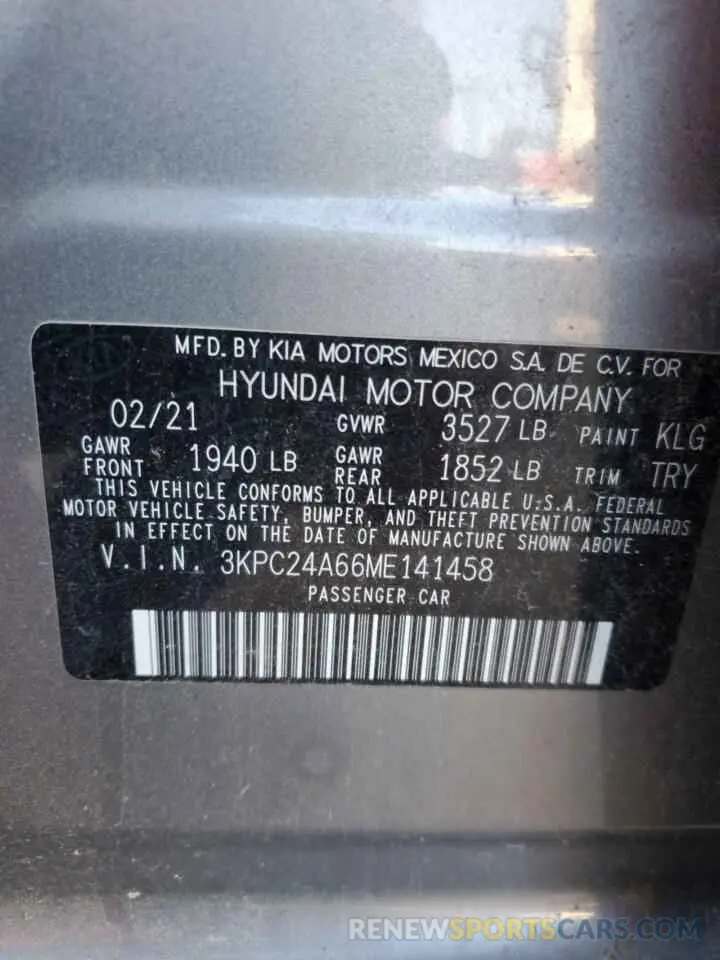 MFD. BY KIA MOTORS MEXICO S.A. DE C.V. FOR
HYUNDAI MOTOR COMPANY
02/21 GVWR 3527 LB PAINT KLG
GAWR FRONT 1940 LB GAWR REAR 1852 LB TRIM TRY
THIS VEHICLE CONFORMS TO ALL APPLICABLE U.S.A. FEDERAL
MOTOR VEHICLE SAFETY, BUMPER, AND THEFT PREVENTION STANDARDS
IN EFFECT ON THE DATE OF MANUFACTURE SHOWN ABOVE.
V.I.N. 3KPC24A66ME141458
PASSENGER CAR
RENEWSPORTSCARS.COM